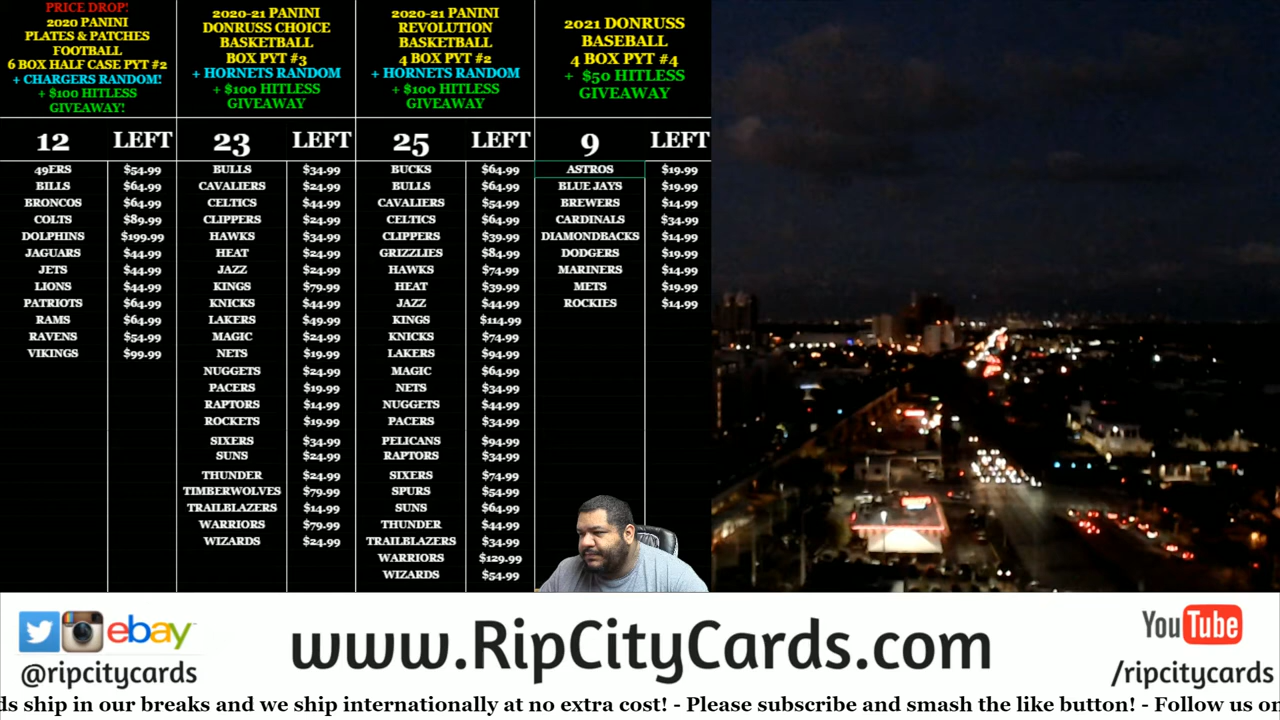 PRICE DROP!
2020 PANINI
PLATES & PATCHES
FOOTBALL
6 BOX HALF CASE PYT #2
+ CHARGERS RANDOM!
+ $100 HITLESS
GIVEAWAY!
12 LEFT
49ERS $54.99
BILLS $64.99
BRONCOS $64.99
COLTS $89.99
DOLPHINS $199.99
JAGUARS $44.99
JETS $44.99
LIONS $44.99
PATRIOTS $64.99
RAMS $64.99
RAVENS $54.99
VIKINGS $99.99
2020-21 PANINI
DONRUSS CHOICE
BASKETBALL
BOX PYT #3
+ HORNETS RANDOM
+ $100 HITLESS
GIVEAWAY
23 LEFT
BULLS $34.99
CAVALIERS $24.99
CELTICS $44.99
CLIPPERS $24.99
HAWKS $34.99
HEAT $24.99
JAZZ $24.99
KINGS $79.99
KNICKS $44.99
LAKERS $49.99
MAGIC $24.99
NETS $19.99
NUGGETS $24.99
PACERS $19.99
RAPTORS $14.99
ROCKETS $19.99
SIXERS $34.99
SUNS $24.99
THUNDER $24.99
TIMBERWOLVES $79.99
TRAILBLAZERS $14.99
WARRIORS $79.99
WIZARDS $24.99
2020-21 PANINI
REVOLUTION
BASKETBALL
4 BOX PYT #2
+ HORNETS RANDOM
+ $100 HITLESS
GIVEAWAY
25 LEFT
BUCKS $64.99
BULLS $64.99
CAVALIERS $54.99
CELTICS $64.99
CLIPPERS $39.99
GRIZZLIES $84.99
HAWKS $74.99
HEAT $39.99
JAZZ $44.99
KINGS $114.99
KNICKS $74.99
LAKERS $94.99
MAGIC $64.99
NETS $34.99
NUGGETS $44.99
PACERS $34.99
PELICANS $94.99
RAPTORS $34.99
SIXERS $74.99
SPURS $54.99
SUNS $64.99
THUNDER $44.99
TRAILBLAZERS $34.99
WARRIORS $129.99
WIZARDS $54.99
2021 DONRUSS
BASEBALL
4 BOX PYT #4
+ $50 HITLESS
GIVEAWAY
9 LEFT
ASTROS $19.99
BLUE JAYS $19.99
BREWERS $14.99
CARDINALS $34.99
DIAMONDBACKS $14.99
DODGERS $19.99
MARINERS $14.99
METS $19.99
ROCKIES $14.99
ebay
@ripcitycards
www.RipCityCards.com
YouTube
/ripcitycards
ds ship in our breaks and we ship internationally at no extra cost! - Please subscribe and smash the like button! - Follow us on